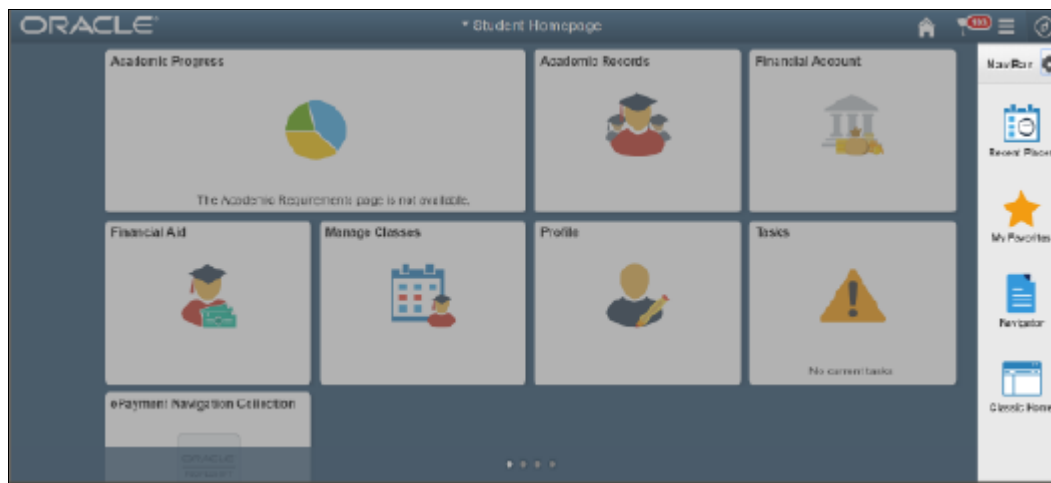 ORACLE
Student Homepage
Academic Progress
The Academic Requirements page is not available.
Academic Records
Financial Account
Financial Aid
Manage Classes
Profile
Tasks
No current tasks
ePayment Navigation Collection
ORACLE
NavBar
Recent Places
My Favorites
Navigator
Classic Home